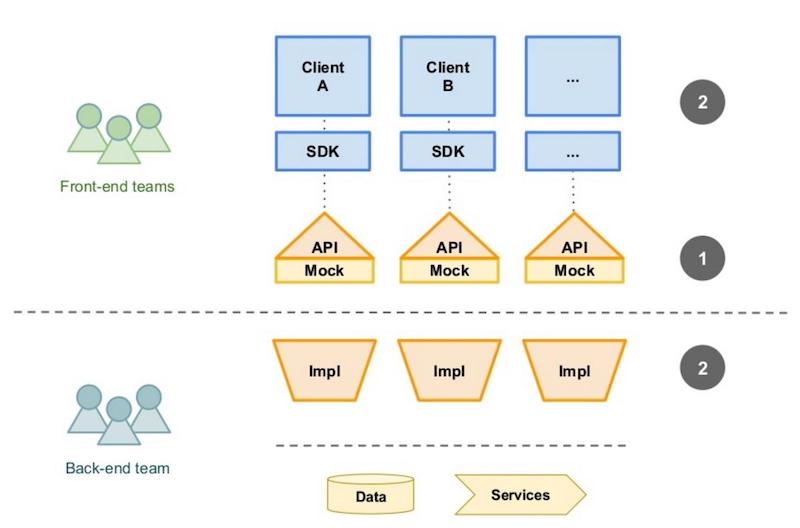 Client
A
Client
B
...
2
SDK
SDK
...
Front-end teams
API
API
API
Mock
Mock
Mock
1
Impl
Impl
Impl
2
Back-end team
Data
Services